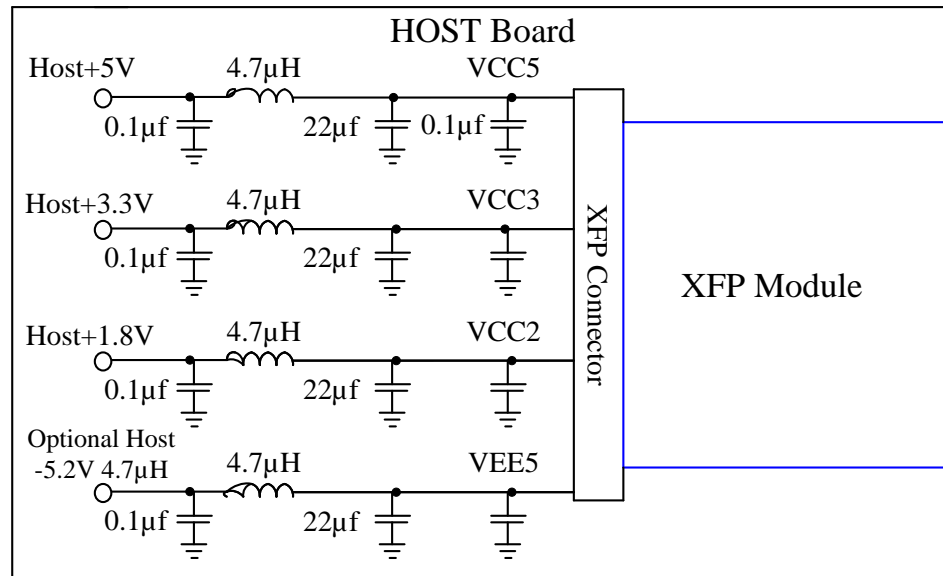 HOST Board
Host+5V
4.7µH
VCC5
0.1µf
22µf
0.1µf
Host+3.3V
4.7µH
VCC3
0.1µf
22µf
XFP Connector
XFP Module
Host+1.8V
4.7µH
VCC2
0.1µf
22µf
Optional Host
-5.2V 4.7µH
4.7µH
VEE5
0.1µf
22µf